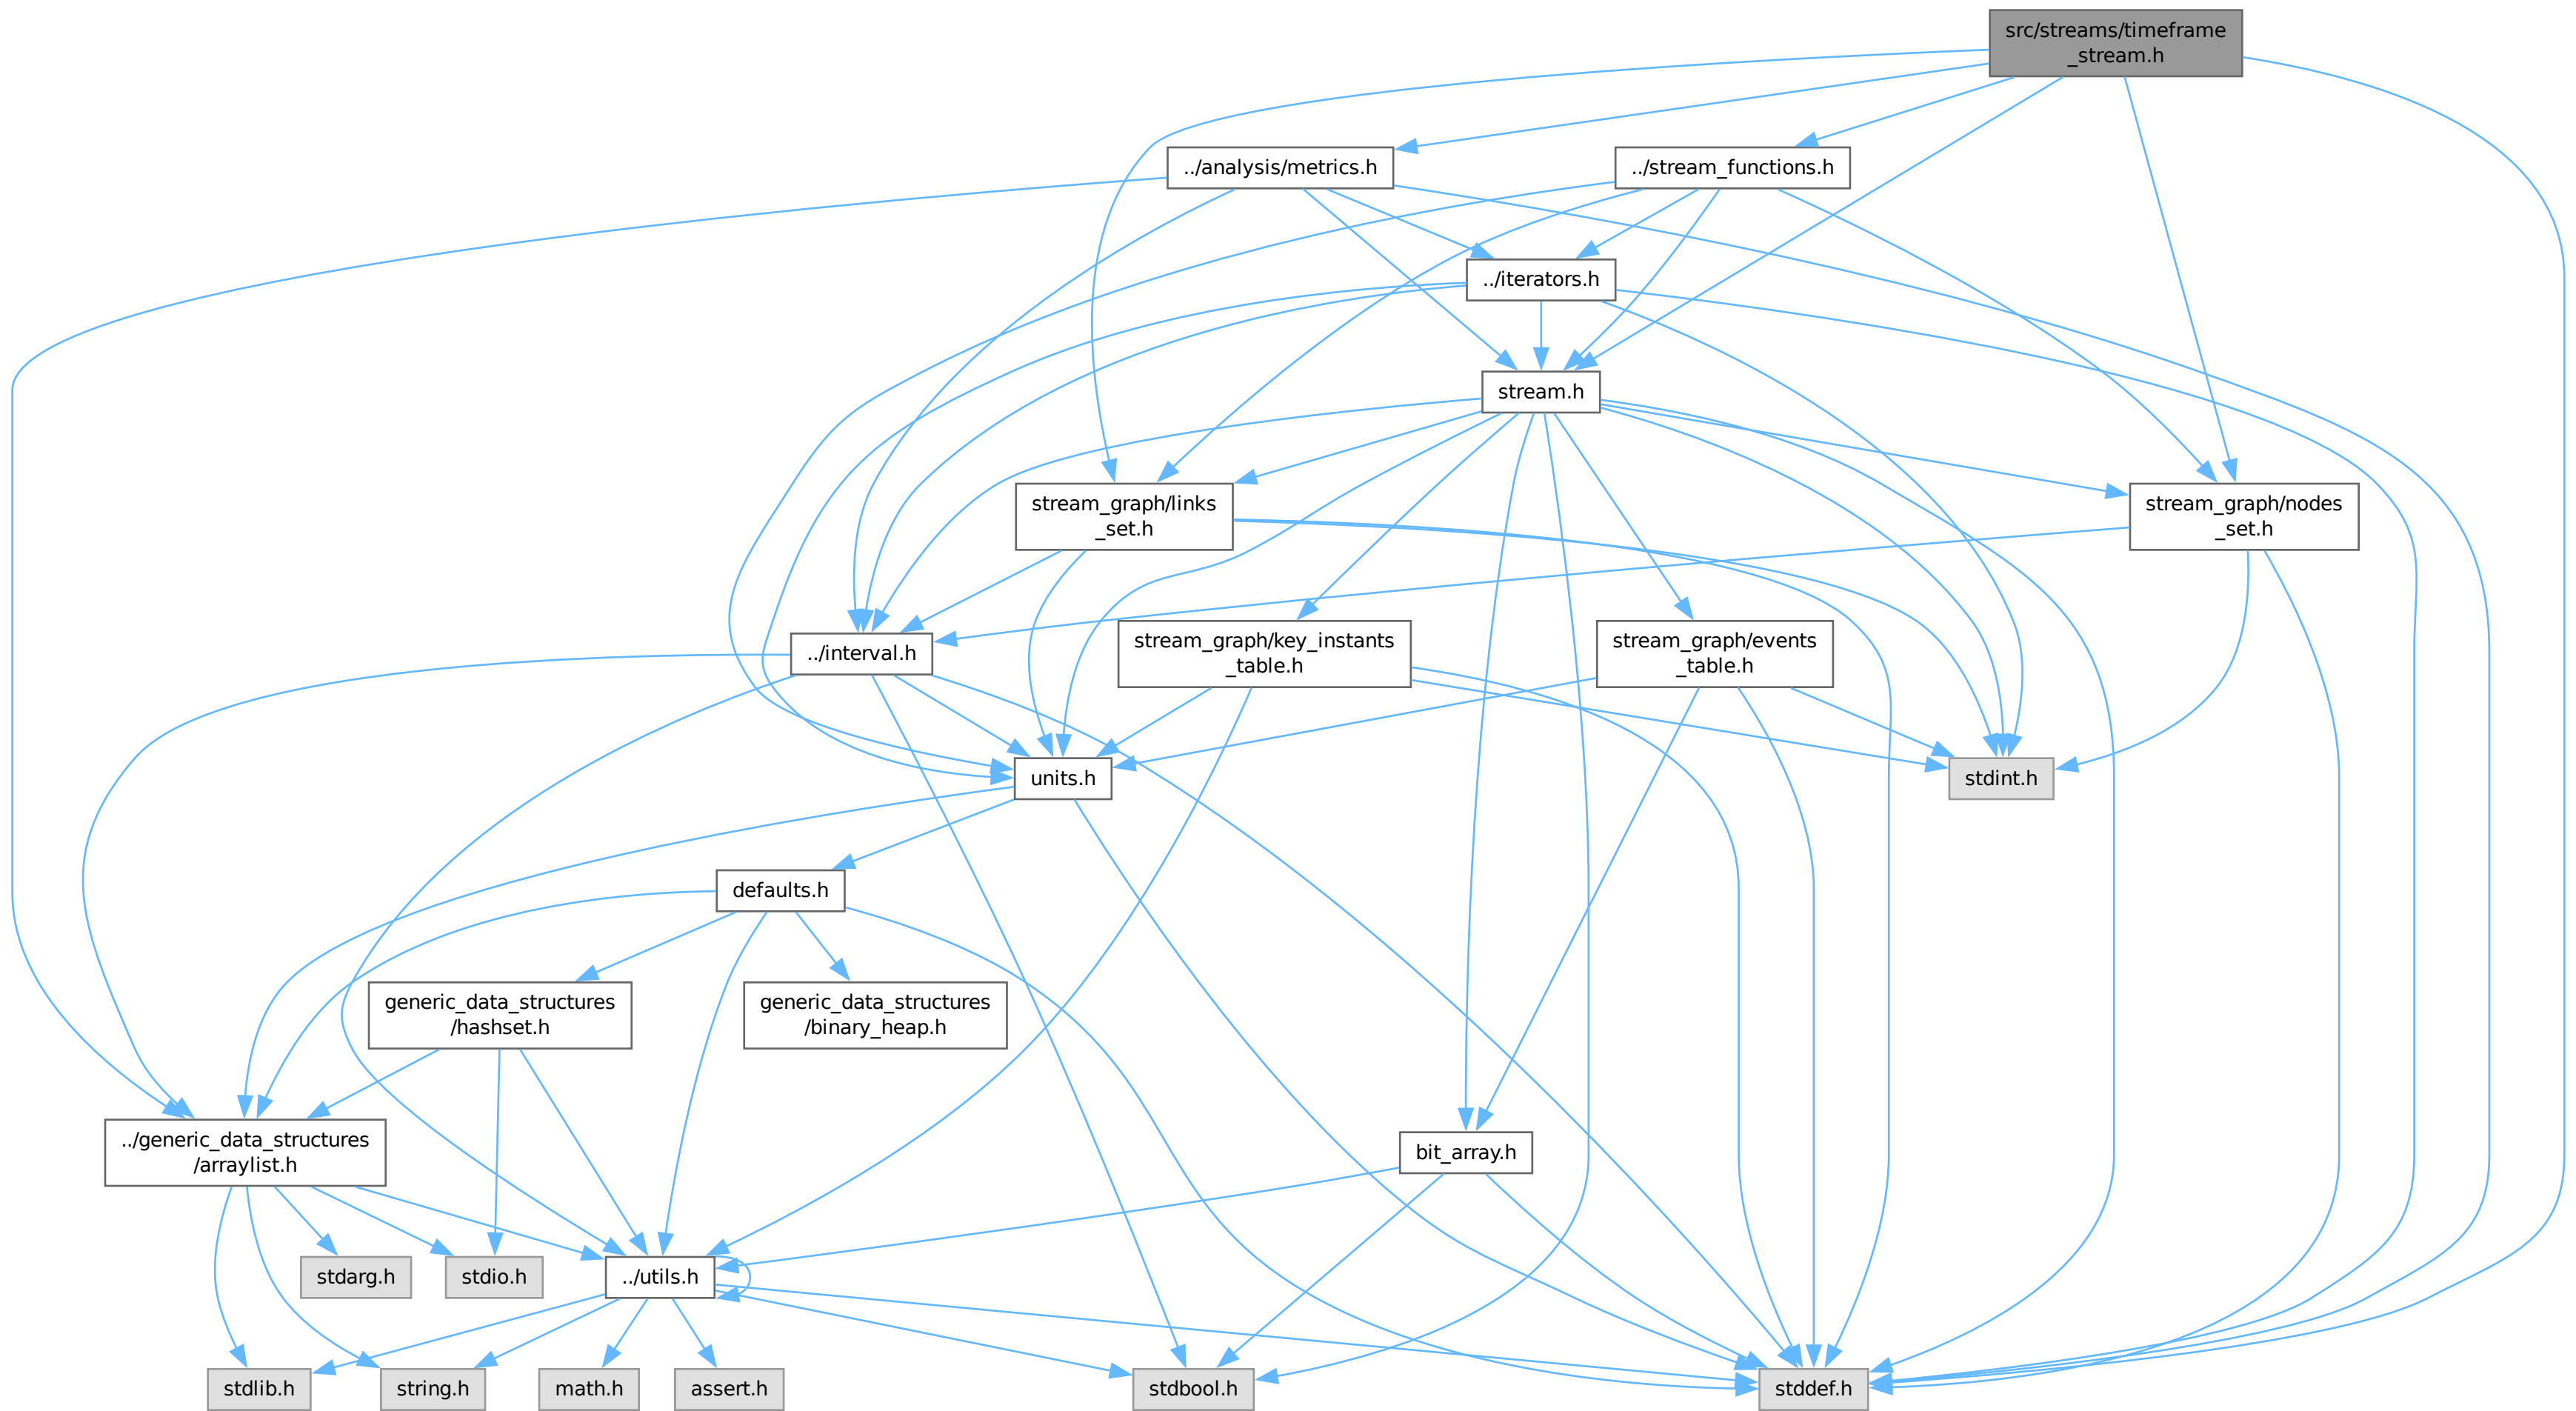 src/streams/timeframe
_stream.h
../analysis/metrics.h
../stream_functions.h
../iterators.h
stream.h
stream_graph/links
_set.h
stream_graph/nodes
_set.h
../interval.h
stream_graph/key_instants
_table.h
stream_graph/events
_table.h
units.h
stdint.h
defaults.h
generic_data_structures
/hashset.h
generic_data_structures
/binary_heap.h
../generic_data_structures
/arraylist.h
bit_array.h
stdarg.h
stdio.h
../utils.h
stdlib.h
string.h
math.h
assert.h
stdbool.h
stddef.h